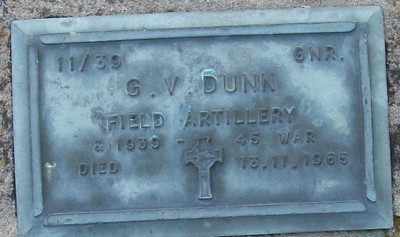 11/39 GNR.
G. V. DUNN
FIELD ARTILLERY
& 1939 - 45 WAR
DIED 13.11.1965